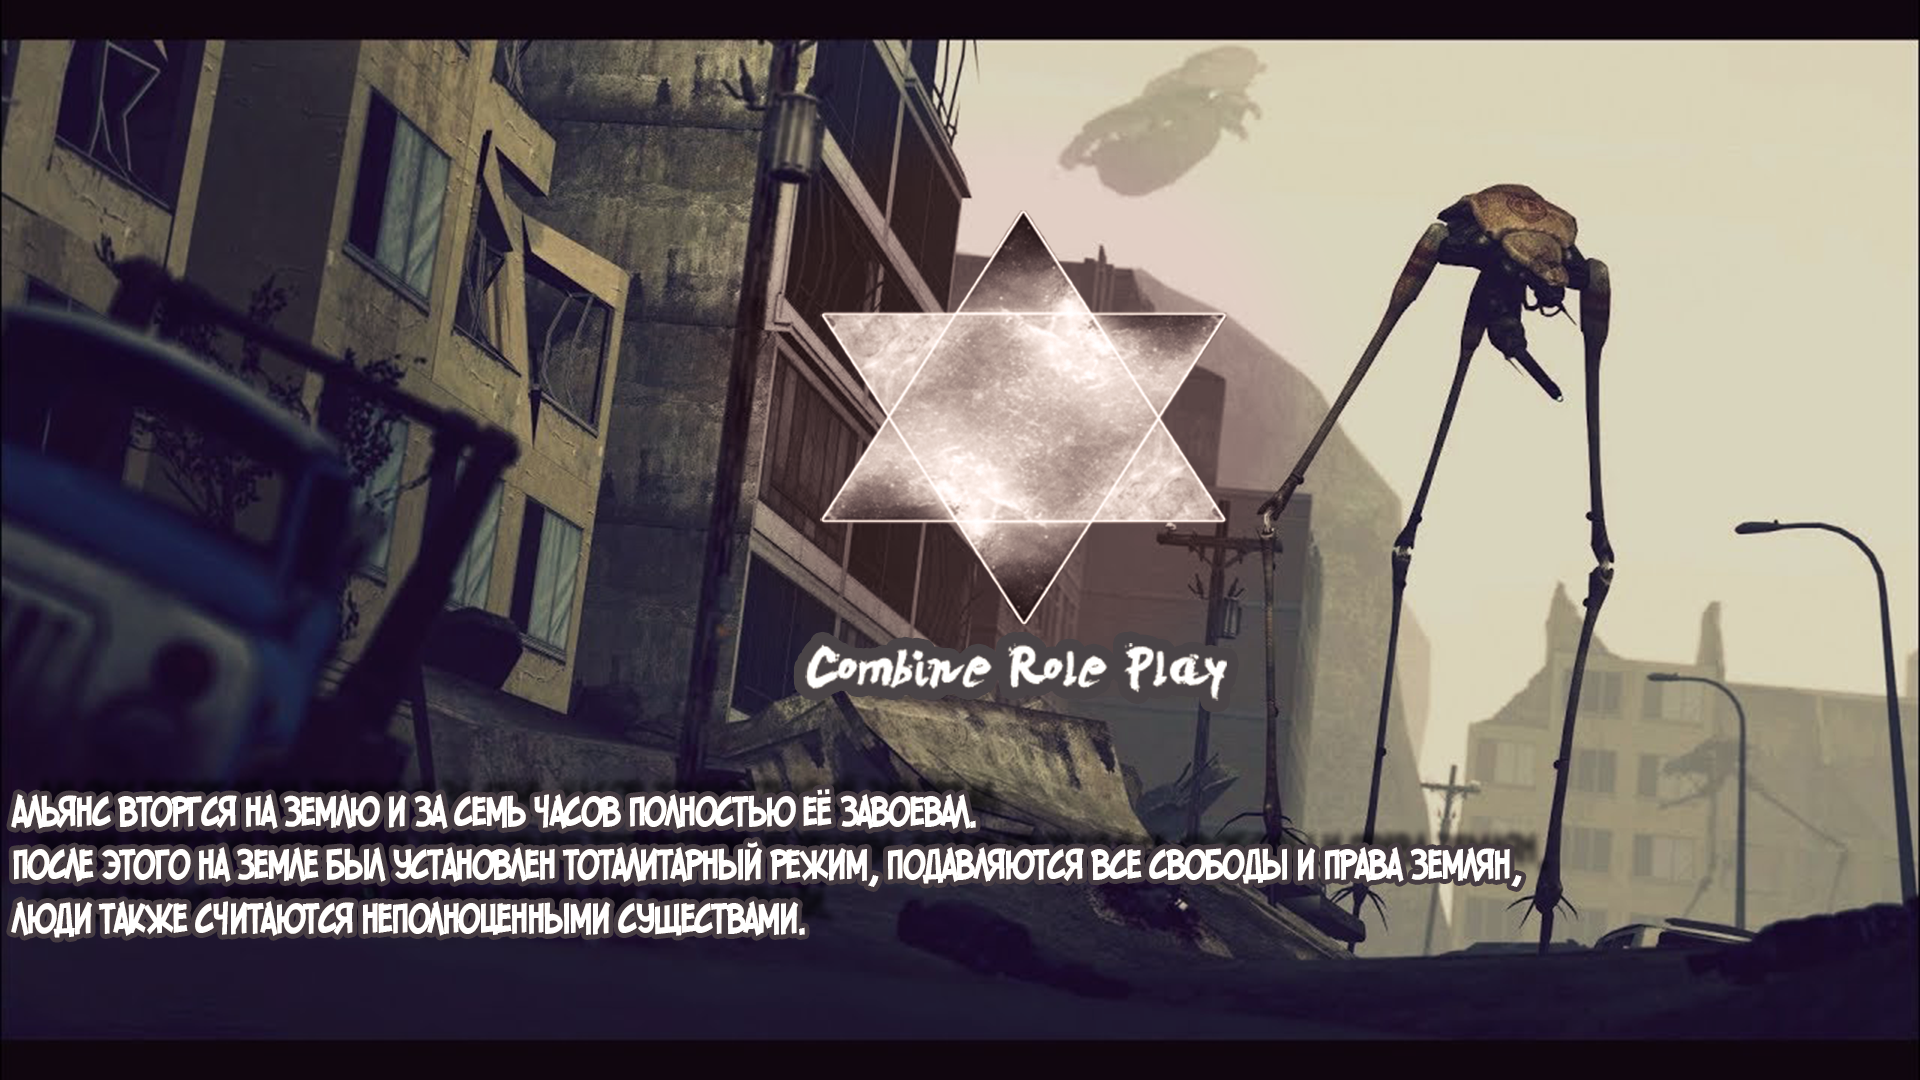 Combine Role Play
АЛЬЯНС ВТОРГСЯ НА ЗЕМЛЮ И ЗА СЕМЬ ЧАСОВ ПОЛНОСТЬЮ ЕЁ ЗАВОЕВАЛ.
ПОСЛЕ ЭТОГО НА ЗЕМЛЕ БЫЛ УСТАНОВЛЕН ТОТАЛИТАРНЫЙ РЕЖИМ, ПОДАВЛЯЮТСЯ ВСЕ СВОБОДЫ И ПРАВА ЗЕМЛЯН,
ЛЮДИ ТАКЖЕ СЧИТАЮТСЯ НЕПОЛНОЦЕННЫМИ СУЩЕСТВАМИ.